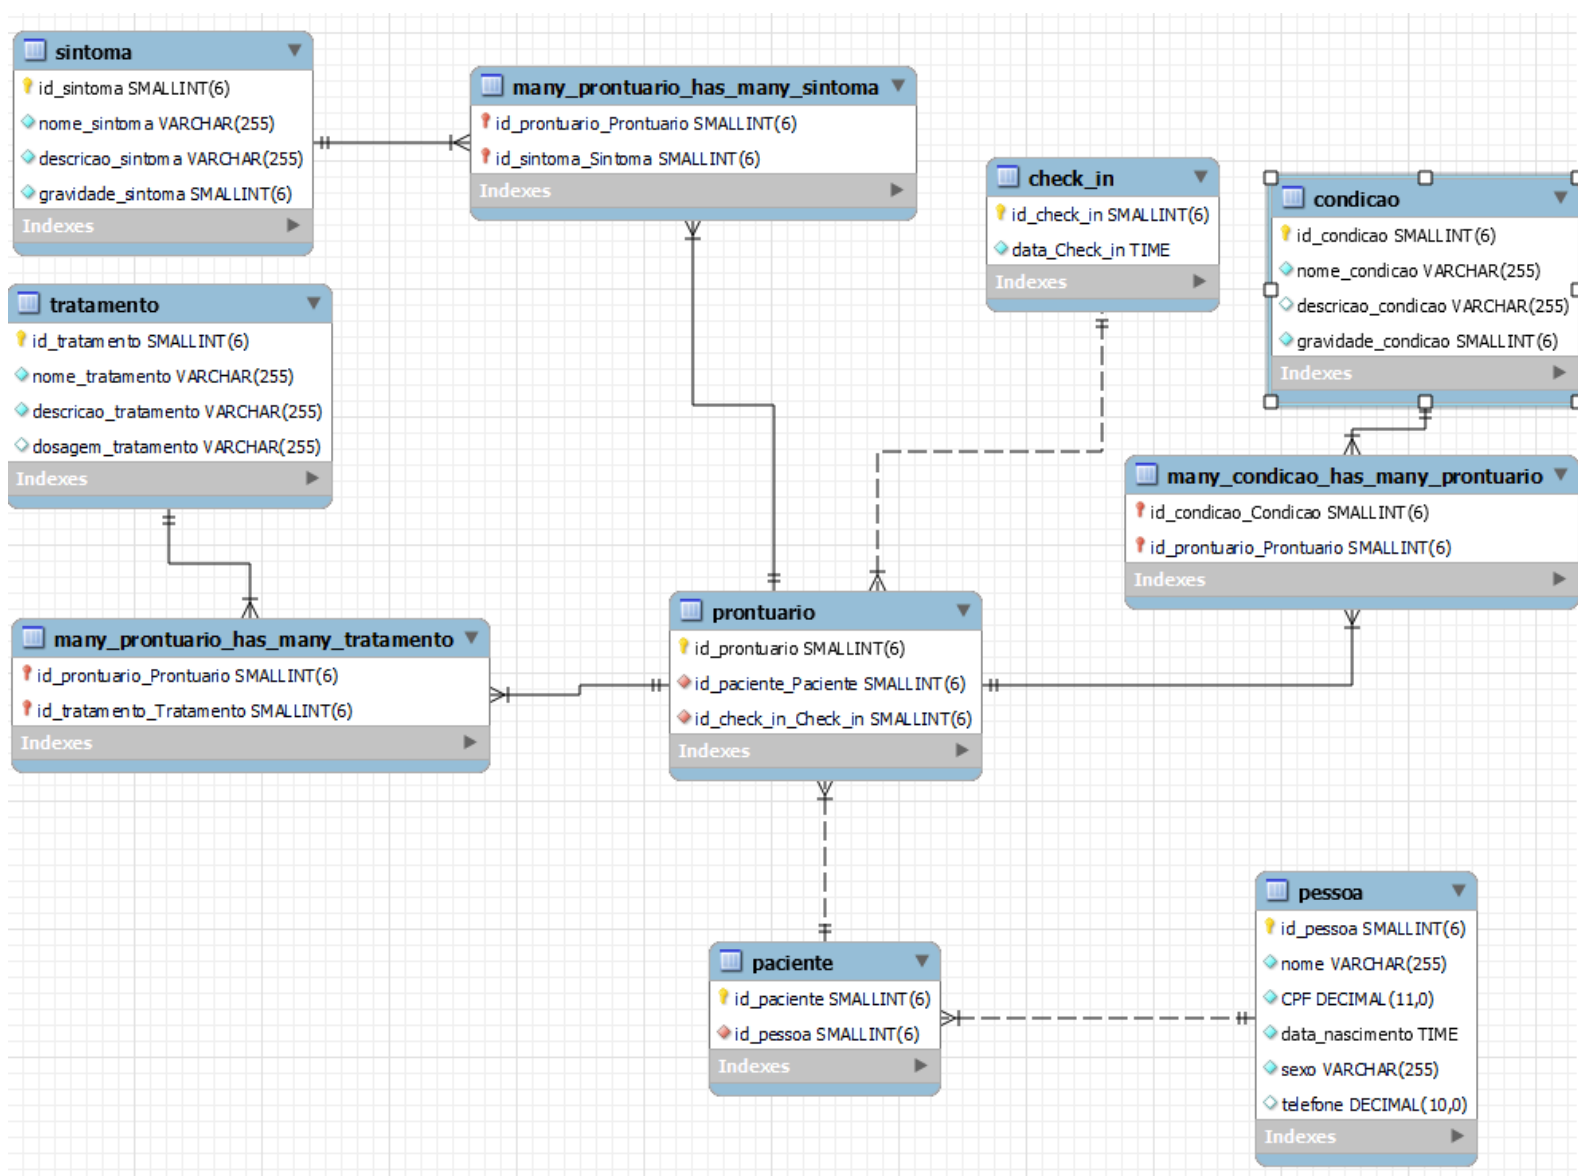 sintoma
id_sintoma SMALLINT(6)
nome_sintoma VARCHAR(255)
descricao_sintoma VARCHAR(255)
gravidade_sintoma SMALLINT(6)
Indexes
many_prontuario_has_many_sintoma
id_prontuario_Prontuario SMALLINT(6)
id_sintoma_Sintoma SMALLINT(6)
Indexes
check_in
id_check_in SMALLINT(6)
data_Check_in TIME
Indexes
condicao
id_condicao SMALLINT(6)
nome_condicao VARCHAR(255)
descricao_condicao VARCHAR(255)
gravidade_condicao SMALLINT(6)
Indexes
tratamento
id_tratamento SMALLINT(6)
nome_tratamento VARCHAR(255)
descricao_tratamento VARCHAR(255)
dosagem_tratamento VARCHAR(255)
Indexes
many_condicao_has_many_prontuario
id_condicao_Condicao SMALLINT(6)
id_prontuario_Prontuario SMALLINT(6)
Indexes
many_prontuario_has_many_tratamento
id_prontuario_Prontuario SMALLINT(6)
id_tratamento_Tratamento SMALLINT(6)
Indexes
prontuario
id_prontuario SMALLINT(6)
id_paciente_Paciente SMALLINT(6)
id_check_in_Check_in SMALLINT(6)
Indexes
paciente
id_paciente SMALLINT(6)
id_pessoa SMALLINT(6)
Indexes
pessoa
id_pessoa SMALLINT(6)
nome VARCHAR(255)
CPF DECIMAL(11,0)
data_nascimento TIME
sexo VARCHAR(255)
telefone DECIMAL(10,0)
Indexes